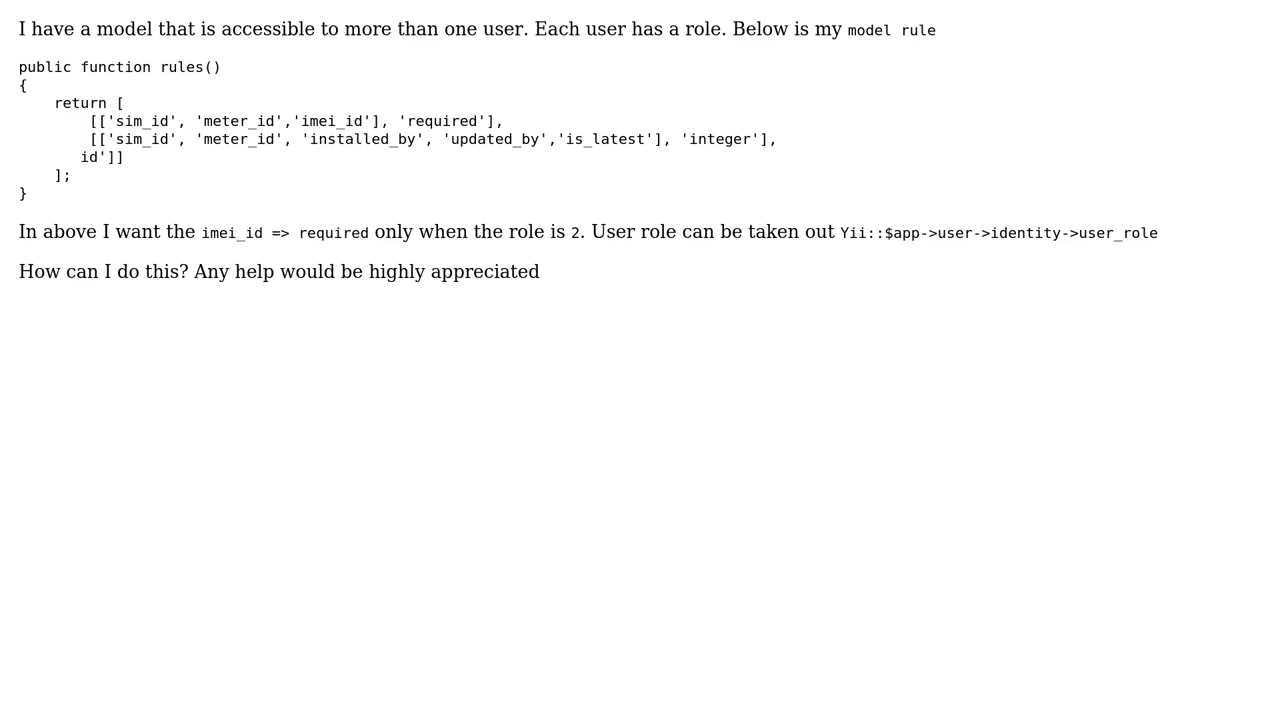 I have a model that is accessible to more than one user. Each user has a role. Below is my model rule
public function rules()
{
    return [
        [['sim_id', 'meter_id','imei_id'], 'required'],
        [['sim_id', 'meter_id', 'installed_by', 'updated_by','is_latest'], 'integer'],
       id']]
    ];
}
In above I want the imei_id => required only when the role is 2. User role can be taken out Yii::$app->user->identity->user_role
How can I do this? Any help would be highly appreciated